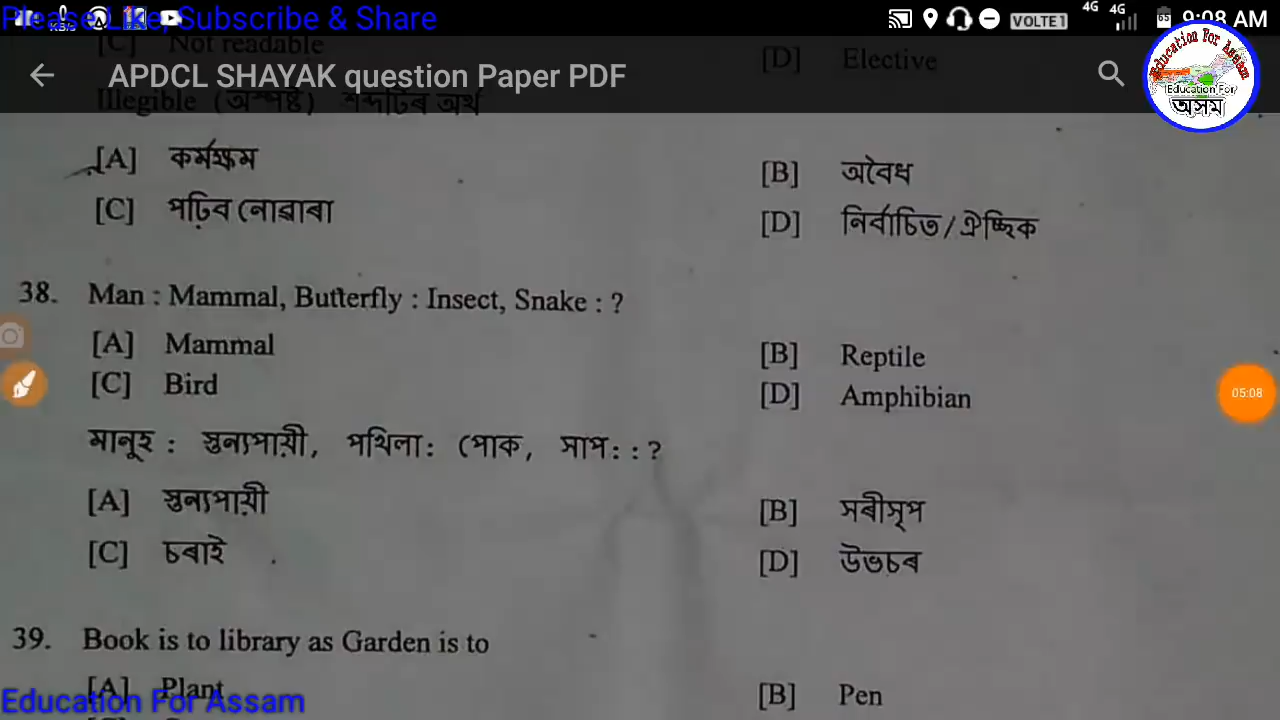 Please Like, Subscribe & Share
VOLTE1 4G 4G 65 9:08 AM
[C] Not readable [D] Elective
APDCL SHAYAK question Paper PDF
Education For Assam
Education For
অসম
Illegible (অস্পষ্ট) শব্দটিৰ অৰ্থ
[A] কৰ্মক্ষম [B] অবৈধ
[C] পঢ়িব নোৱাৰা [D] নিৰ্বাচিত/ঐচ্ছিক
38. Man : Mammal, Butterfly : Insect, Snake : ?
[A] Mammal [B] Reptile
[C] Bird [D] Amphibian
05:08
মানুহ : স্তন্যপায়ী, পখিলা: পোক, সাপ: : ?
[A] স্তন্যপায়ী [B] সৰীসৃপ
[C] চৰাই [D] উভচৰ
39. Book is to library as Garden is to
[A] Plant [B] Pen
Education For Assam